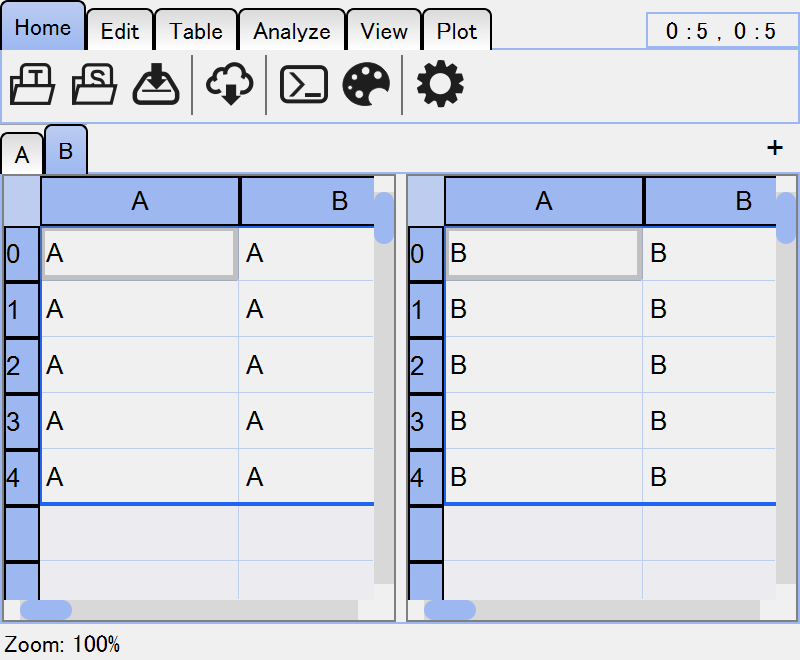 Home Edit Table Analyze View Plot 0:5, 0:5
T S
A B +
A B A B
0 A A 0 B B
1 A A 1 B B
2 A A 2 B B
3 A A 3 B B
4 A A 4 B B
Zoom: 100%